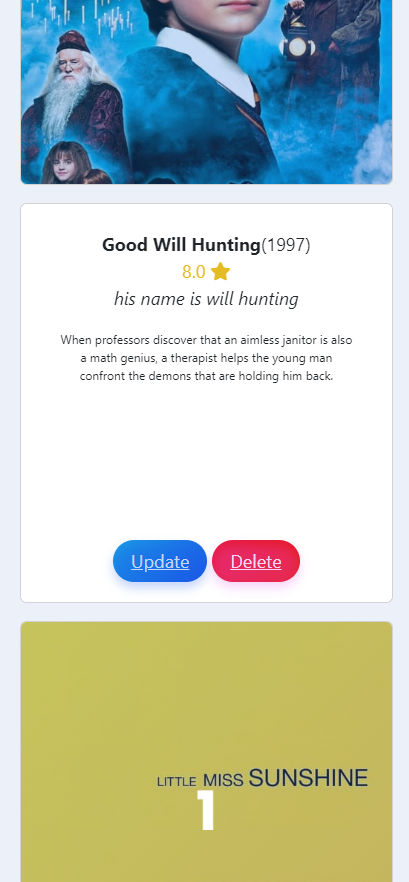 Good Will Hunting(1997)
8.0
his name is will hunting
When professors discover that an aimless janitor is also
a math genius, a therapist helps the young man
confront the demons that are holding him back.
Update Delete
LITTLE MISS SUNSHINE
1